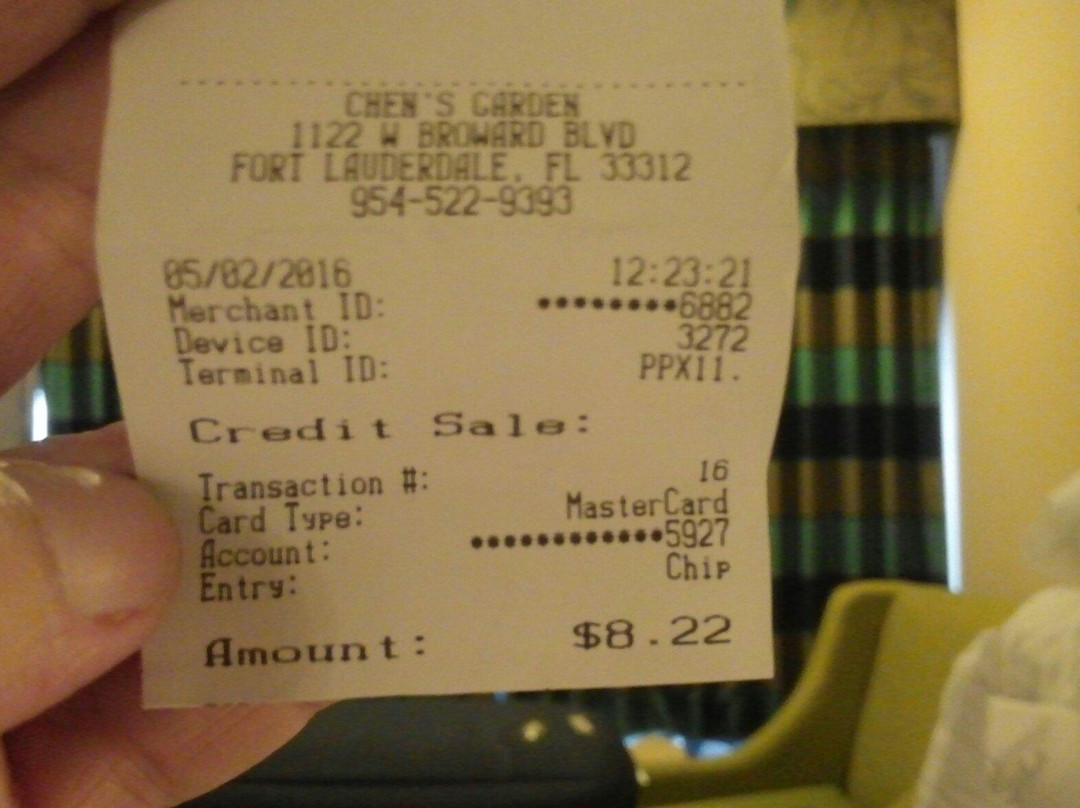 CHEN'S GARDEN
1122 W BROWARD BLVD
FORT LAUDERDALE, FL 33312
954-522-9393
05/02/2016 12:23:21
Merchant ID: ••••••••6882
Device ID: 3272
Terminal ID: PPX11.
Credit Sale:
Transaction #: 16
Card Type: MasterCard
Account: ••••••••••••5927
Entry: Chip
Amount: $8.22